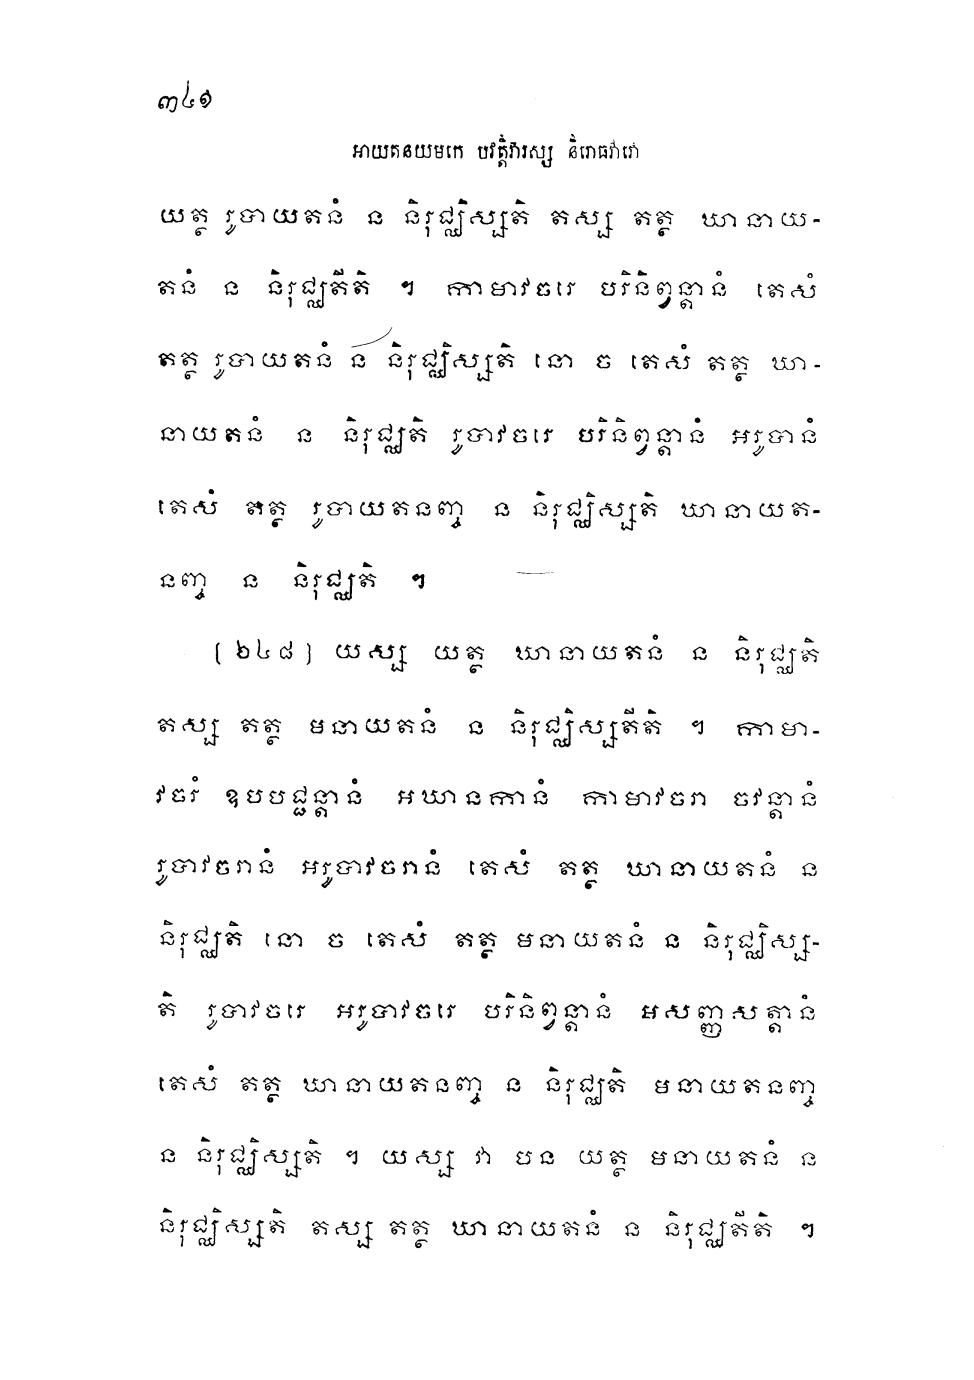 ៣៤១
អាយតនយមកេ បវត្តិវារស្ស និរោធវារោ
យត្ថ រូបាយតនំ ន និរុជ្ឈិស្សតិ តស្ស តត្ថ ឃានាយ-
តនំ ន និរុជ្ឈតីតិ ។ កាមាវចរេ បរិនិព្វន្តានំ តេសំ
តត្ថ រូបាយតនំ ន និរុជ្ឈិស្សតិ នោ ច តេសំ តត្ថ ឃា-
នាយតនំ ន និរុជ្ឈតិ រូបាវចរេ បរិនិព្វន្តានំ អរូបានំ
តេសំ តត្ថ រូបាយតនញ្ច ន និរុជ្ឈិស្សតិ ឃានាយត-
នញ្ច ន និរុជ្ឈតិ ។
[ ២៤៨ ] យស្ស យត្ថ ឃានាយតនំ ន និរុជ្ឈតិ
តស្ស តត្ថ មនាយតនំ ន និរុជ្ឈិស្សតីតិ ។ កាមា-
វចរំ ឧបបជ្ជន្តានំ អឃានកានំ កាមាវចរា ចវន្តានំ
រូបាវចរានំ អរូបាវចរានំ តេសំ តត្ថ ឃានាយតនំ ន
និរុជ្ឈតិ នោ ច តេសំ តត្ថ មនាយតនំ ន និរុជ្ឈិស្ស-
តិ រូបាវចរេ អរូបាវចរេ បរិនិព្វន្តានំ អសញ្ញសត្តានំ
តេសំ តត្ថ ឃានាយតនញ្ច ន និរុជ្ឈតិ មនាយតនញ្ច
ន និរុជ្ឈិស្សតិ ។ យស្ស វា បន យត្ថ មនាយតនំ ន
និរុជ្ឈិស្សតិ តស្ស តត្ថ ឃានាយតនំ ន និរុជ្ឈតីតិ ។